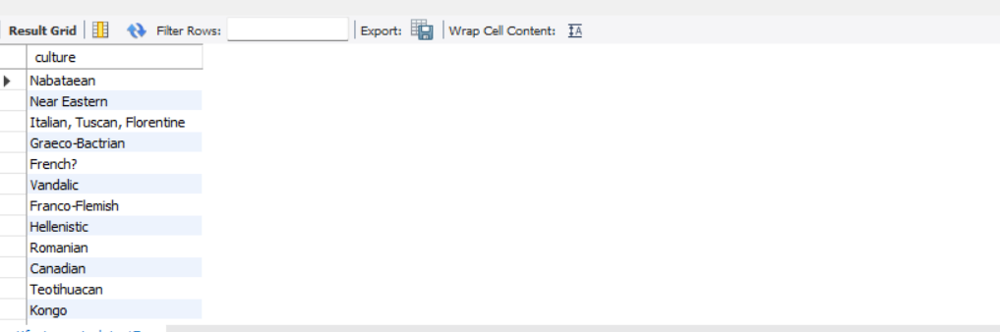 Result Grid Filter Rows: Export: Wrap Cell Content:
culture
Nabataean
Near Eastern
Italian, Tuscan, Florentine
Graeco-Bactrian
French?
Vandalic
Franco-Flemish
Hellenistic
Romanian
Canadian
Teotihuacan
Kongo